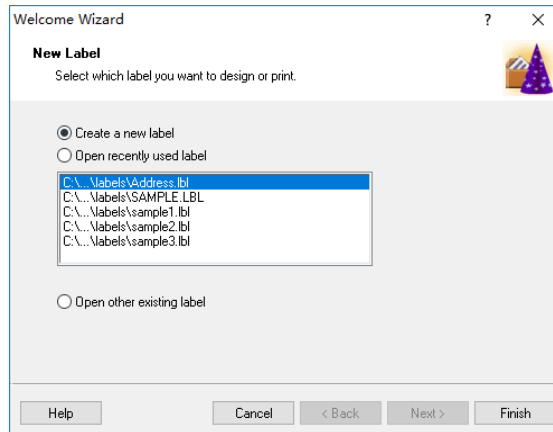 Welcome Wizard ? X
New Label
Select which label you want to design or print.
Create a new label
Open recently used label
C:\...\labels\Address.lbl
C:\...\labels\SAMPLE.LBL
C:\...\labels\sample1.lbl
C:\...\labels\sample2.lbl
C:\...\labels\sample3.lbl
Open other existing label
Help Cancel < Back Next > Finish